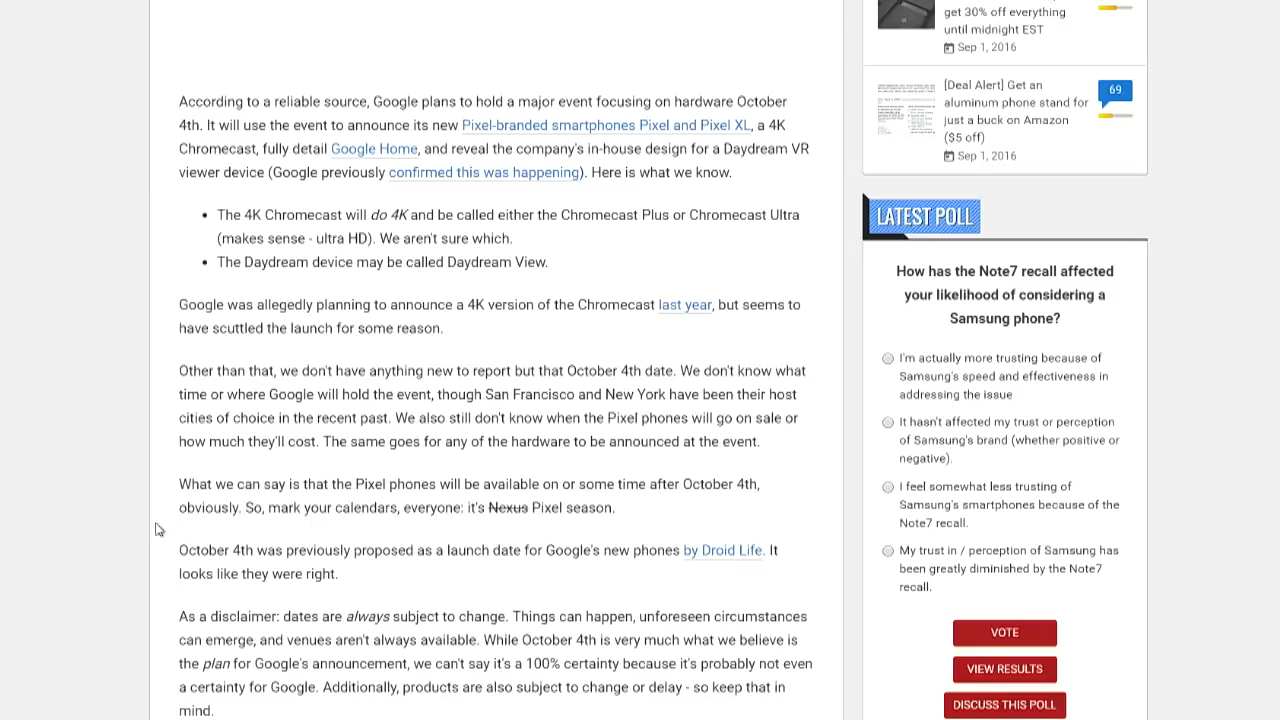 According to a reliable source, Google plans to hold a major event focusing on hardware October
4th. It will use the event to announce its new Pixel-branded smartphones Pixel and Pixel XL, a 4K
Chromecast, fully detail Google Home, and reveal the company's in-house design for a Daydream VR
viewer device (Google previously confirmed this was happening). Here is what we know.
• The 4K Chromecast will do 4K and be called either the Chromecast Plus or Chromecast Ultra
(makes sense - ultra HD). We aren't sure which.
• The Daydream device may be called Daydream View.
Google was allegedly planning to announce a 4K version of the Chromecast last year, but seems to
have scuttled the launch for some reason.
Other than that, we don't have anything new to report but that October 4th date. We don't know what
time or where Google will hold the event, though San Francisco and New York have been their host
cities of choice in the recent past. We also still don't know when the Pixel phones will go on sale or
how much they'll cost. The same goes for any of the hardware to be announced at the event.
What we can say is that the Pixel phones will be available on or some time after October 4th,
obviously. So, mark your calendars, everyone: it's Nexus Pixel season.
October 4th was previously proposed as a launch date for Google's new phones by Droid Life. It
looks like they were right.
As a disclaimer: dates are always subject to change. Things can happen, unforeseen circumstances
can emerge, and venues aren't always available. While October 4th is very much what we believe is
the plan for Google's announcement, we can't say it's a 100% certainty because it's probably not even
a certainty for Google. Additionally, products are also subject to change or delay - so keep that in
mind.
get 30% off everything
until midnight EST
Sep 1, 2016
[Deal Alert] Get an
aluminum phone stand for
just a buck on Amazon
($5 off)
69
Sep 1, 2016
LATEST POLL
How has the Note7 recall affected
your likelihood of considering a
Samsung phone?
I'm actually more trusting because of
Samsung's speed and effectiveness in
addressing the issue
It hasn't affected my trust or perception
of Samsung's brand (whether positive or
negative).
I feel somewhat less trusting of
Samsung's smartphones because of the
Note7 recall.
My trust in / perception of Samsung has
been greatly diminished by the Note7
recall.
VOTE
VIEW RESULTS
DISCUSS THIS POLL